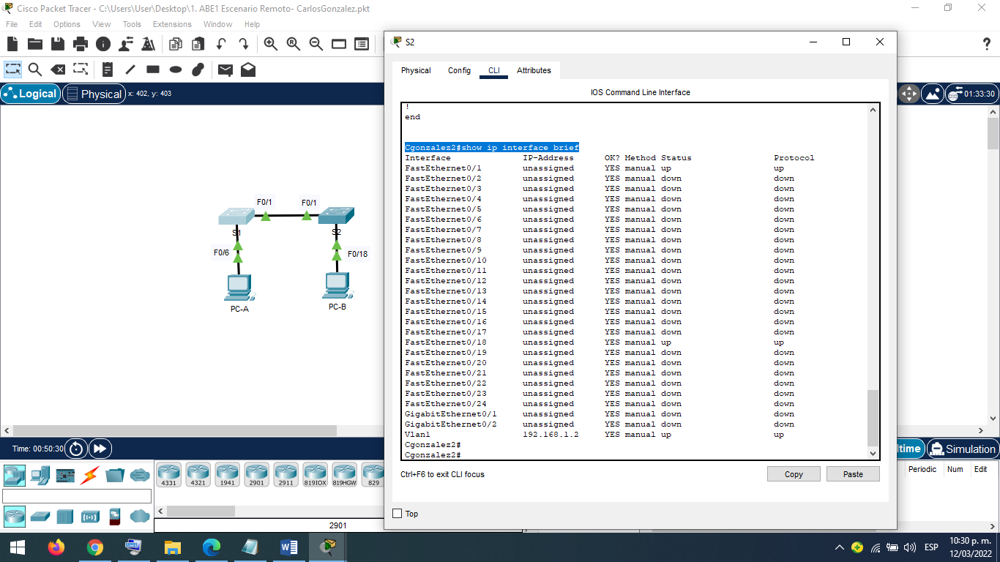 Cisco Packet Tracer - C:\Users\User\Desktop\1. ABE1 Escenario Remoto- CarlosGonzalez.pkt
File Edit Options View Tools Extensions Window Help
S2
Physical Config CLI Attributes
Logical Physical x: 402, y: 403
01:33:30
IOS Command Line Interface
!
end
Cgonzalez2#show ip interface brief
Interface IP-Address OK? Method Status Protocol
FastEthernet0/1 unassigned YES manual up up
FastEthernet0/2 unassigned YES manual down down
FastEthernet0/3 unassigned YES manual down down
FastEthernet0/4 unassigned YES manual down down
FastEthernet0/5 unassigned YES manual down down
FastEthernet0/6 unassigned YES manual down down
FastEthernet0/7 unassigned YES manual down down
FastEthernet0/8 unassigned YES manual down down
FastEthernet0/9 unassigned YES manual down down
FastEthernet0/10 unassigned YES manual down down
FastEthernet0/11 unassigned YES manual down down
FastEthernet0/12 unassigned YES manual down down
FastEthernet0/13 unassigned YES manual down down
FastEthernet0/14 unassigned YES manual down down
FastEthernet0/15 unassigned YES manual down down
FastEthernet0/16 unassigned YES manual down down
FastEthernet0/17 unassigned YES manual down down
FastEthernet0/18 unassigned YES manual up up
FastEthernet0/19 unassigned YES manual down down
FastEthernet0/20 unassigned YES manual down down
FastEthernet0/21 unassigned YES manual down down
FastEthernet0/22 unassigned YES manual down down
FastEthernet0/23 unassigned YES manual down down
FastEthernet0/24 unassigned YES manual down down
GigabitEthernet0/1 unassigned YES manual down down
GigabitEthernet0/2 unassigned YES manual down down
Vlan1 192.168.1.2 YES manual up up
Cgonzalez2#
Cgonzalez2#
Ctrl+F6 to exit CLI focus
Copy Paste
Top
F0/1 F0/1
S1 S2
F0/6 F0/18
PC-A PC-B
Time: 00:50:30
ltime Simulation
Periodic Num Edit
4331 4321 1941 2901 2911 819IOX 819HGW 829
2901
ESP
10:30 p. m.
12/03/2022